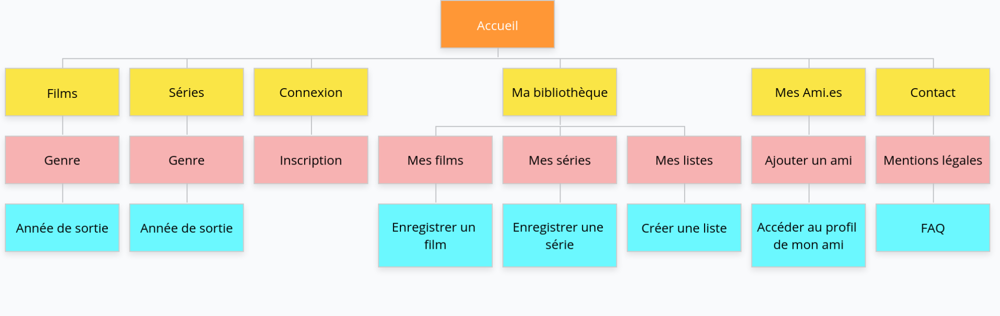 Accueil
Films
Séries
Connexion
Ma bibliothèque
Mes Ami.es
Contact
Genre
Genre
Inscription
Mes films
Mes séries
Mes listes
Ajouter un ami
Mentions légales
Année de sortie
Année de sortie
Enregistrer un
film
Enregistrer une
série
Créer une liste
Accéder au profil
de mon ami
FAQ